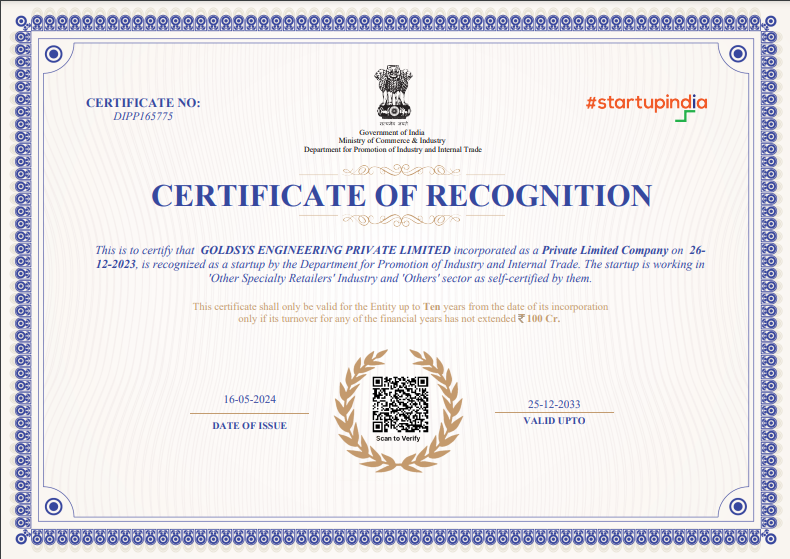 CERTIFICATE NO:
DIPP165775
#startupindia
Government of India
Ministry of Commerce & Industry
Department for Promotion of Industry and Internal Trade
CERTIFICATE OF RECOGNITION
This is to certify that GOLDSYS ENGINEERING PRIVATE LIMITED incorporated as a Private Limited Company on 26-
12-2023, is recognized as a startup by the Department for Promotion of Industry and Internal Trade. The startup is working in
'Other Specialty Retailers' Industry and 'Others' sector as self-certified by them.
This certificate shall only be valid for the Entity up to Ten years from the date of its incorporation
only if its turnover for any of the financial years has not extended ₹ 100 Cr.
16-05-2024
DATE OF ISSUE
Scan to Verify
25-12-2033
VALID UPTO